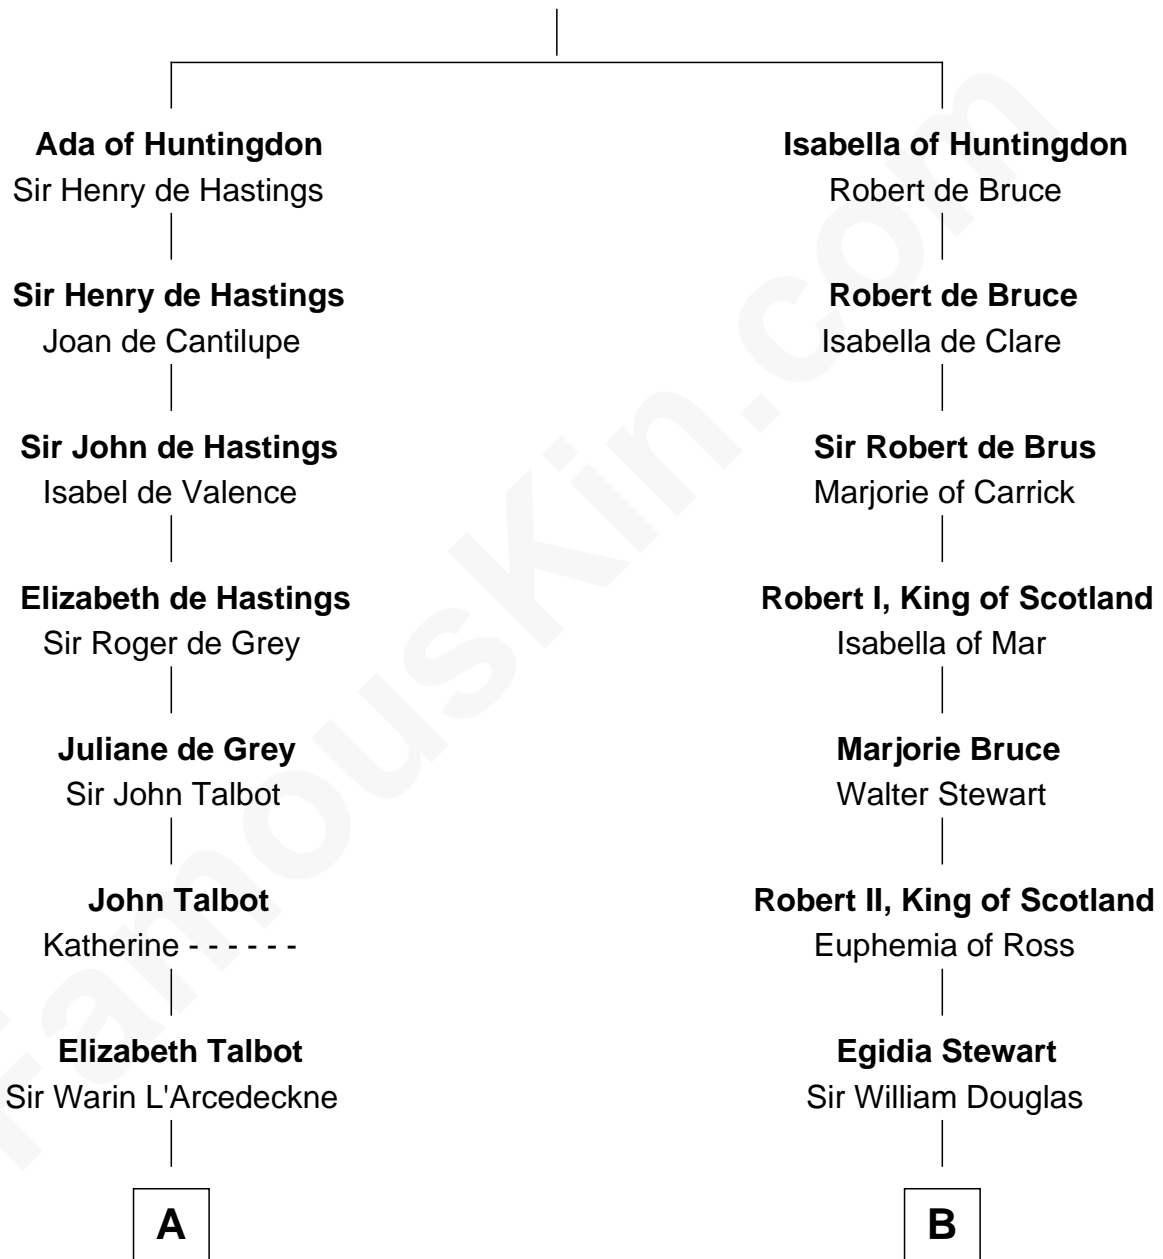 Ada of Huntingdon
Sir Henry de Hastings
Isabella of Huntingdon
Robert de Bruce
Sir Henry de Hastings
Joan de Cantilupe
Robert de Bruce
Isabella de Clare
Sir John de Hastings
Isabel de Valence
Sir Robert de Brus
Marjorie of Carrick
Elizabeth de Hastings
Sir Roger de Grey
Robert I, King of Scotland
Isabella of Mar
Juliane de Grey
Sir John Talbot
Marjorie Bruce
Walter Stewart
John Talbot
Katherine - - - - - -
Robert II, King of Scotland
Euphemia of Ross
Elizabeth Talbot
Sir Warin L'Arcedeckne
Egidia Stewart
Sir William Douglas
A
B
FamousKin.com